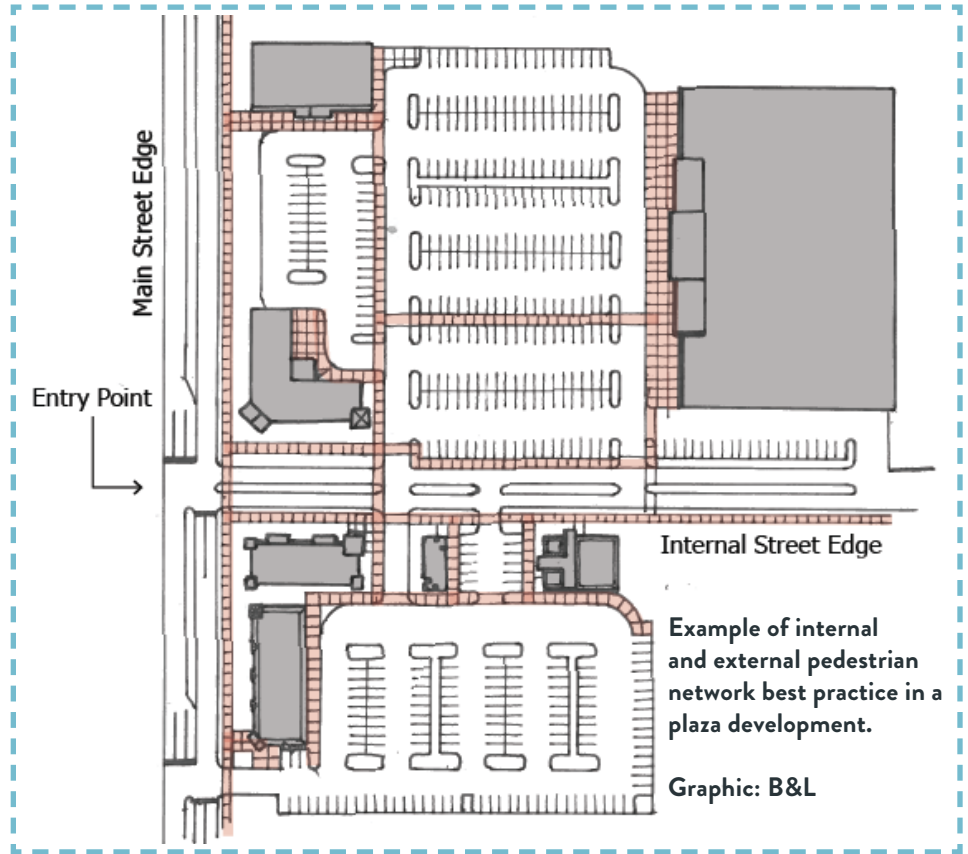 Main Street Edge
Entry Point
Internal Street Edge
Example of internal
and external pedestrian
network best practice in a
plaza development.
Graphic: B&L